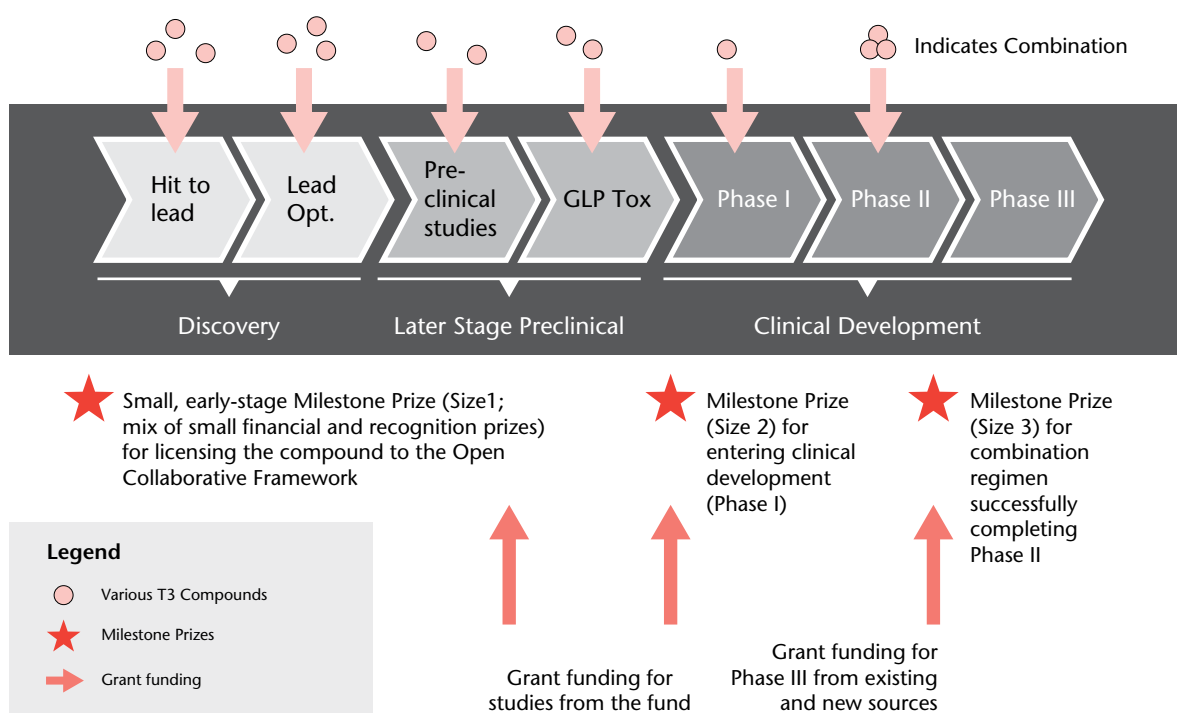 Indicates Combination
Hit to
lead
Lead
Opt.
Pre-
clinical
studies
GLP Tox
Phase I
Phase II
Phase III
Discovery
Later Stage Preclinical
Clinical Development
Small, early-stage Milestone Prize (Size1;
mix of small financial and recognition prizes)
for licensing the compound to the Open
Collaborative Framework
Milestone Prize
(Size 2) for
entering clinical
development
(Phase I)
Milestone Prize
(Size 3) for
combination
regimen
successfully
completing
Phase II
Legend
Various T3 Compounds
Milestone Prizes
Grant funding
Grant funding for
studies from the fund
Grant funding for
Phase III from existing
and new sources